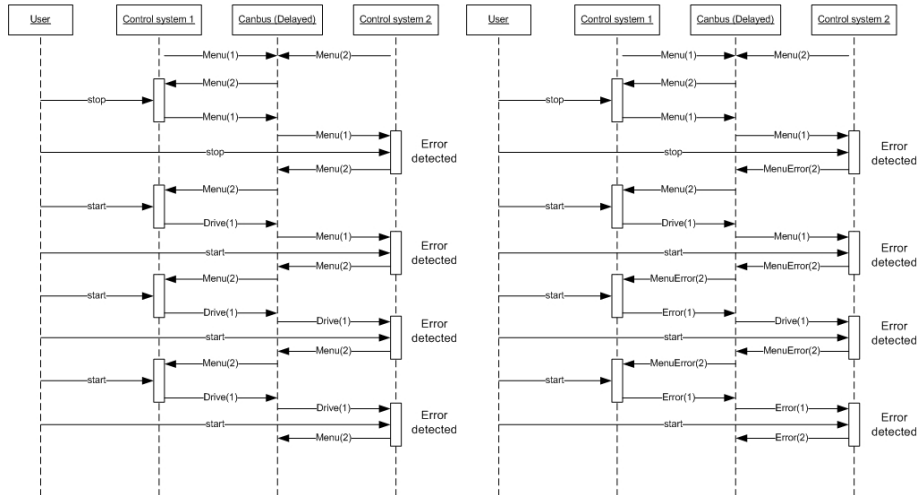 User
Control system 1
Canbus (Delayed)
Control system 2
Menu(1)
Menu(2)
Menu(2)
stop
Menu(1)
Menu(1)
Error
detected
stop
Menu(2)
Menu(2)
start
Drive(1)
Menu(1)
Error
detected
start
Menu(2)
Menu(2)
start
Drive(1)
Drive(1)
Error
detected
start
Menu(2)
Menu(2)
start
Drive(1)
Drive(1)
Error
detected
start
Menu(2)
User
Control system 1
Canbus (Delayed)
Control system 2
Menu(1)
Menu(2)
Menu(2)
stop
Menu(1)
Menu(1)
Error
detected
stop
MenuError(2)
Menu(2)
start
Drive(1)
Menu(1)
Error
detected
start
MenuError(2)
MenuError(2)
start
Error(1)
Drive(1)
Error
detected
start
MenuError(2)
MenuError(2)
start
Error(1)
Error(1)
Error
detected
start
Error(2)